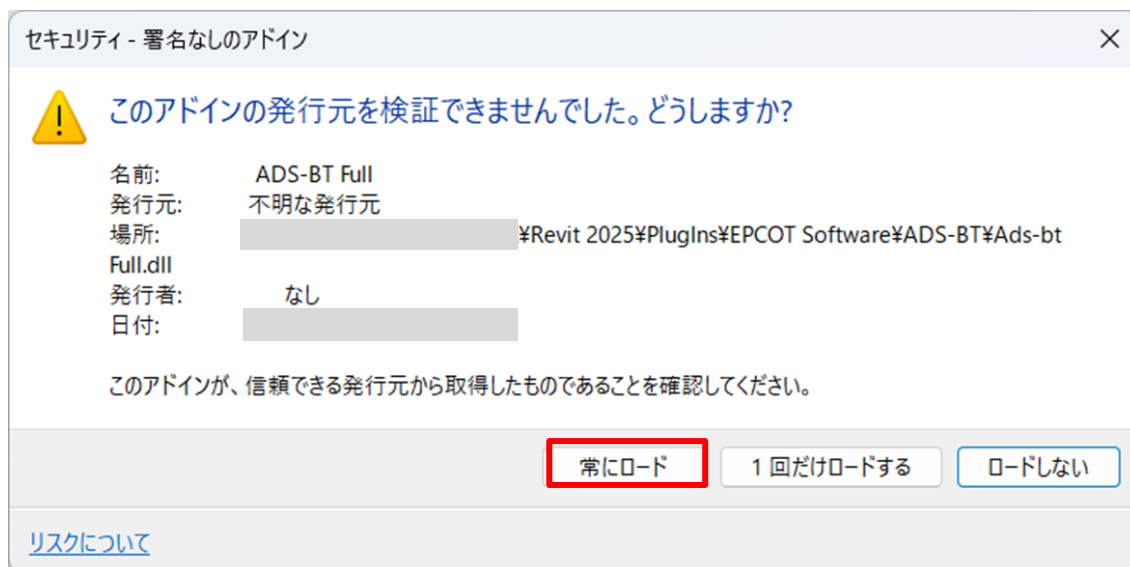 セキュリティ - 署名なしのアドイン
このアドインの発行元を検証できませんでした。どうしますか?
名前: ADS-BT Full
発行元: 不明な発行元
場所: ¥Revit 2025¥PlugIns¥EPCOT Software¥ADS-BT¥Ads-bt
Full.dll
発行者: なし
日付:
このアドインが、信頼できる発行元から取得したものであることを確認してください。
常にロード 1 回だけロードする ロードしない
リスクについて